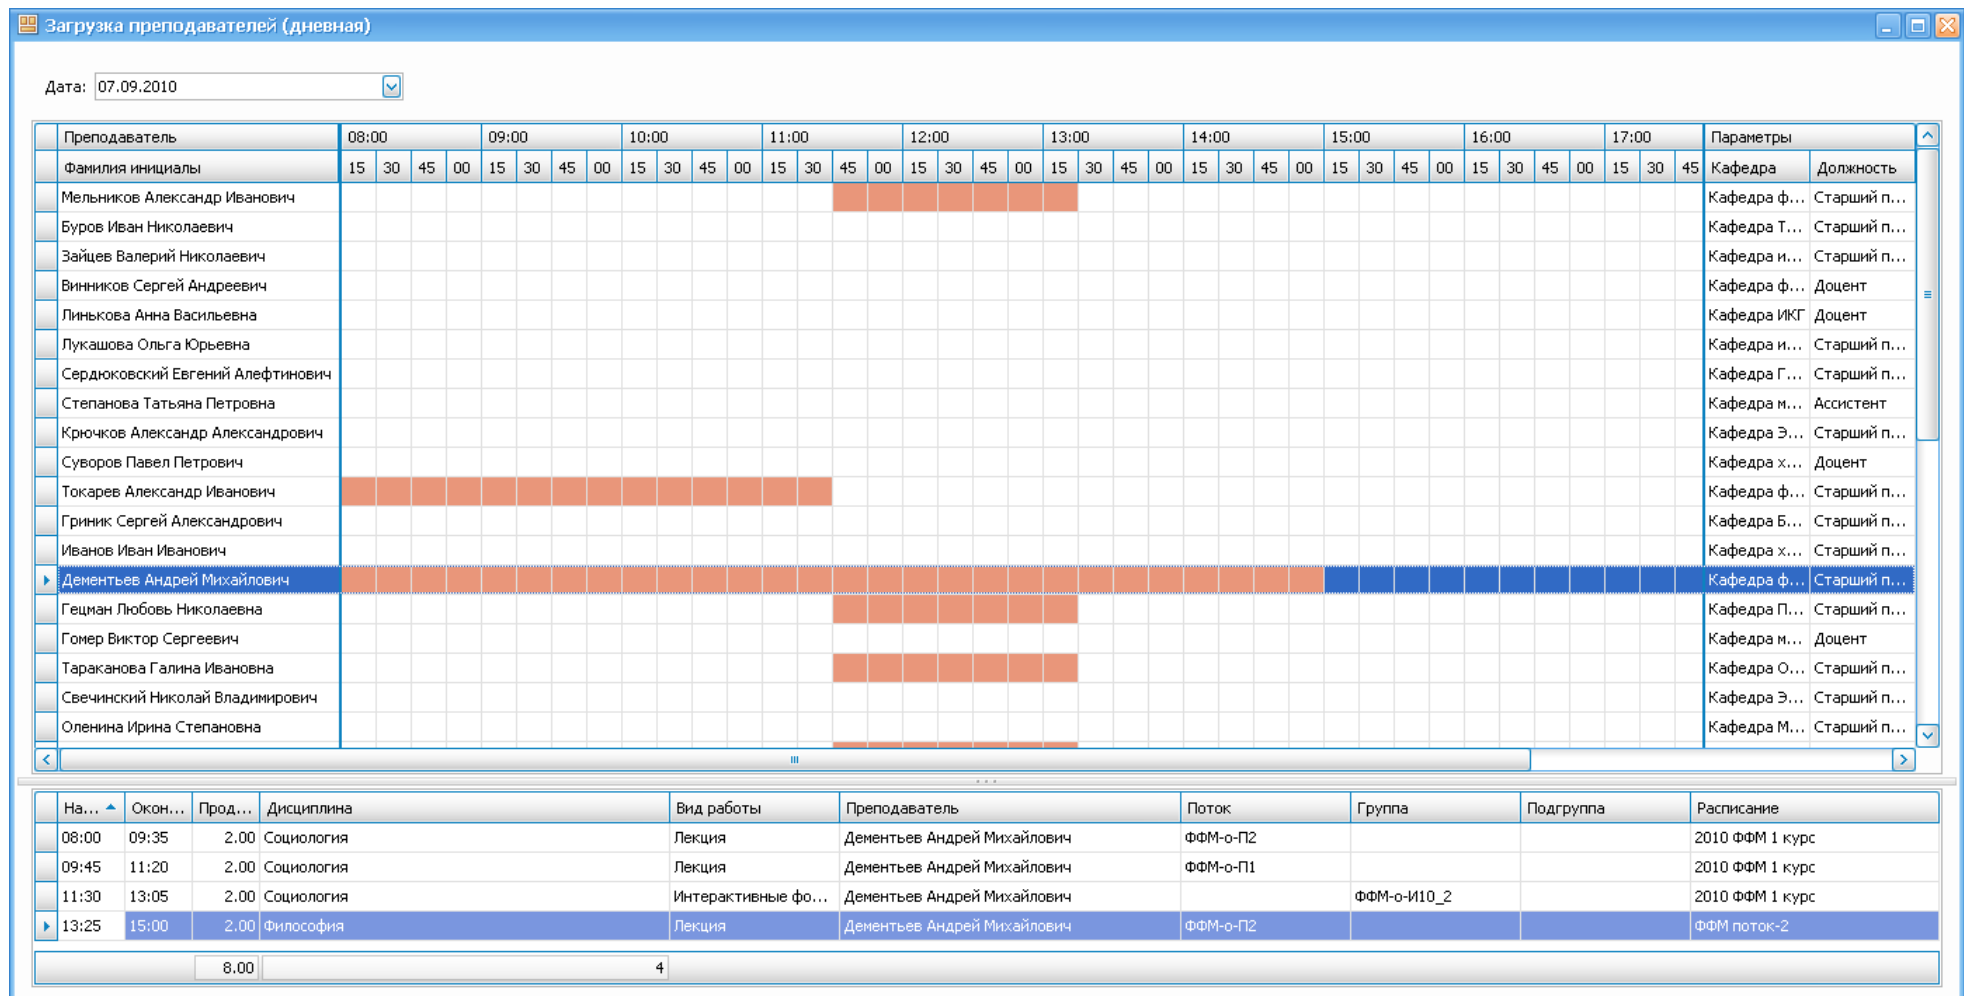 Загрузка преподавателей (дневная)
Дата: 07.09.2010
Преподаватель 08:00 09:00 10:00 11:00 12:00 13:00 14:00 15:00 16:00 17:00 Параметры
Фамилия инициалы 15 30 45 00 15 30 45 00 15 30 45 00 15 30 45 00 15 30 45 00 15 30 45 00 15 30 45 00 15 30 45 00 15 30 45 00 15 30 45 Кафедра Должность
Мельников Александр Иванович Кафедра ф... Старший п...
Буров Иван Николаевич Кафедра Т... Старший п...
Зайцев Валерий Николаевич Кафедра и... Старший п...
Винников Сергей Андреевич Кафедра ф... Доцент
Линькова Анна Васильевна Кафедра ИКГ Доцент
Лукашова Ольга Юрьевна Кафедра и... Старший п...
Сердюковский Евгений Алефтинович Кафедра Г... Старший п...
Степанова Татьяна Петровна Кафедра м... Ассистент
Крючков Александр Александрович Кафедра Э... Старший п...
Суворов Павел Петрович Кафедра х... Доцент
Токарев Александр Иванович Кафедра ф... Старший п...
Гриник Сергей Александрович Кафедра Б... Старший п...
Иванов Иван Иванович Кафедра х... Старший п...
Дементьев Андрей Михайлович Кафедра ф... Старший п...
Гецман Любовь Николаевна Кафедра П... Старший п...
Гомер Виктор Сергеевич Кафедра м... Доцент
Тараканова Галина Ивановна Кафедра О... Старший п...
Свечинский Николай Владимирович Кафедра Э... Старший п...
Оленина Ирина Степановна Кафедра М... Старший п...
На... Окон... Прод... Дисциплина Вид работы Преподаватель Поток Группа Подгруппа Расписание
08:00 09:35 2.00 Социология Лекция Дементьев Андрей Михайлович ФФМ-о-П2 2010 ФФМ 1 курс
09:45 11:20 2.00 Социология Лекция Дементьев Андрей Михайлович ФФМ-о-П1 2010 ФФМ 1 курс
11:30 13:05 2.00 Социология Интерактивные фо... Дементьев Андрей Михайлович ФФМ-о-И10_2 2010 ФФМ 1 курс
13:25 15:00 2.00 Философия Лекция Дементьев Андрей Михайлович ФФМ-о-П2 ФФМ поток-2
8.00 4